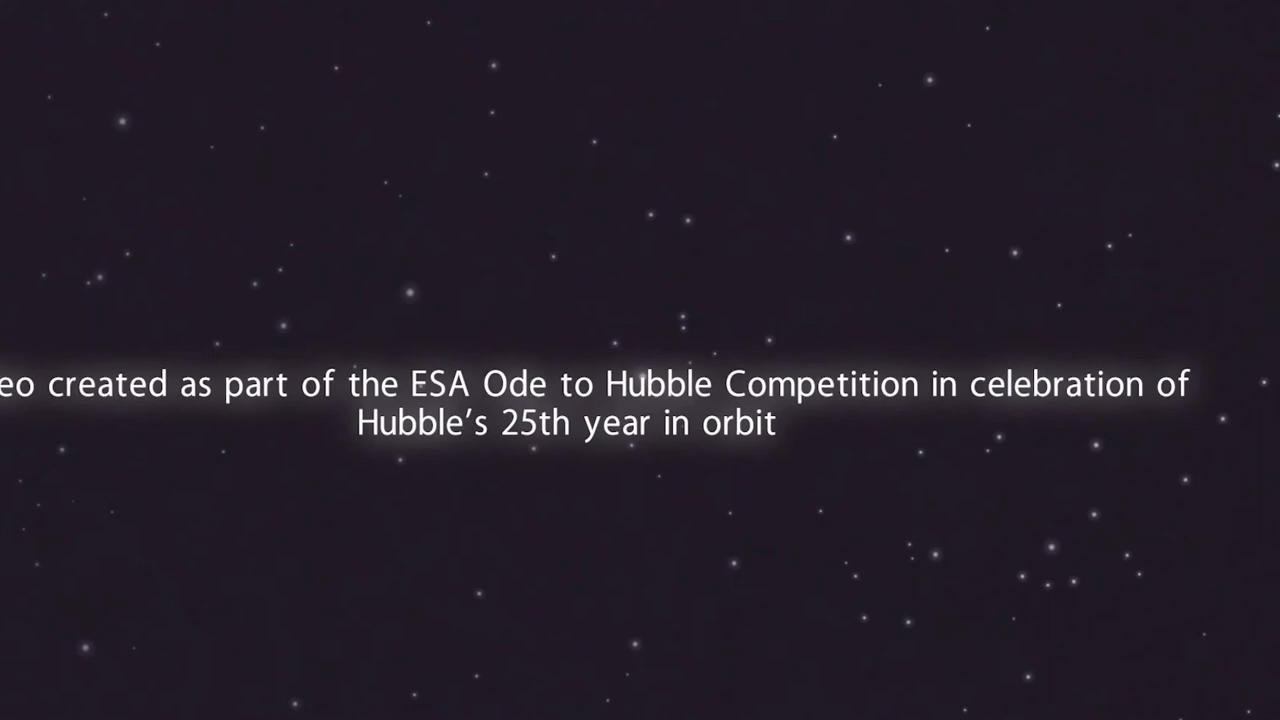 eo created as part of the ESA Ode to Hubble Competition in celebration of
Hubble’s 25th year in orbit